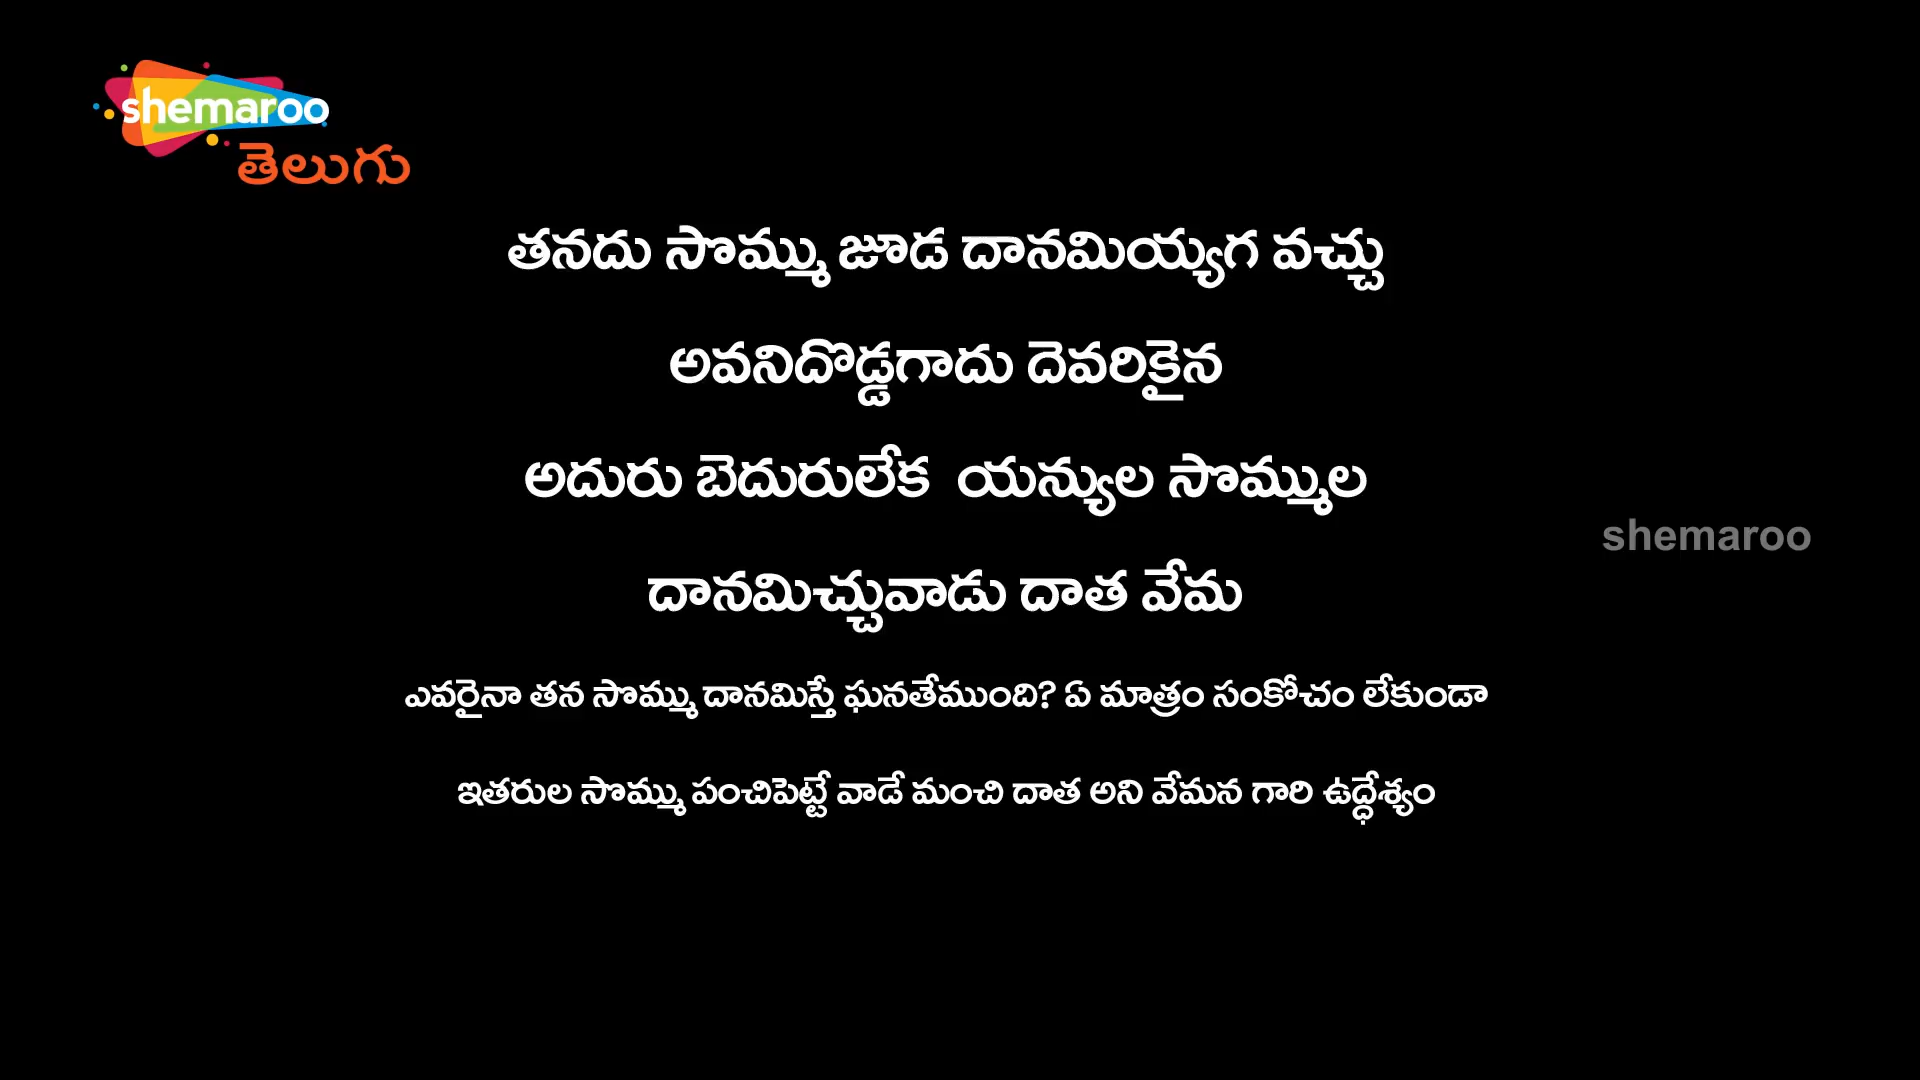 shemaroo
తెలుగు
తనదు సొమ్ము జూడ దానమియ్యగ వచ్చు
అవనిదొడ్డగాదు దెవరికైన
అదురు బెదురులేక యన్యుల సొమ్ముల
shemaroo
దానమిచ్చువాడు దాత వేమ
ఎవరైనా తన సొమ్ము దానమిస్తే ఘనతేముంది? ఏ మాత్రం సంకోచం లేకుండా
ఇతరుల సొమ్ము పంచిపెట్టే వాడే మంచి దాత అని వేమన గారి ఉద్ధేశ్యం